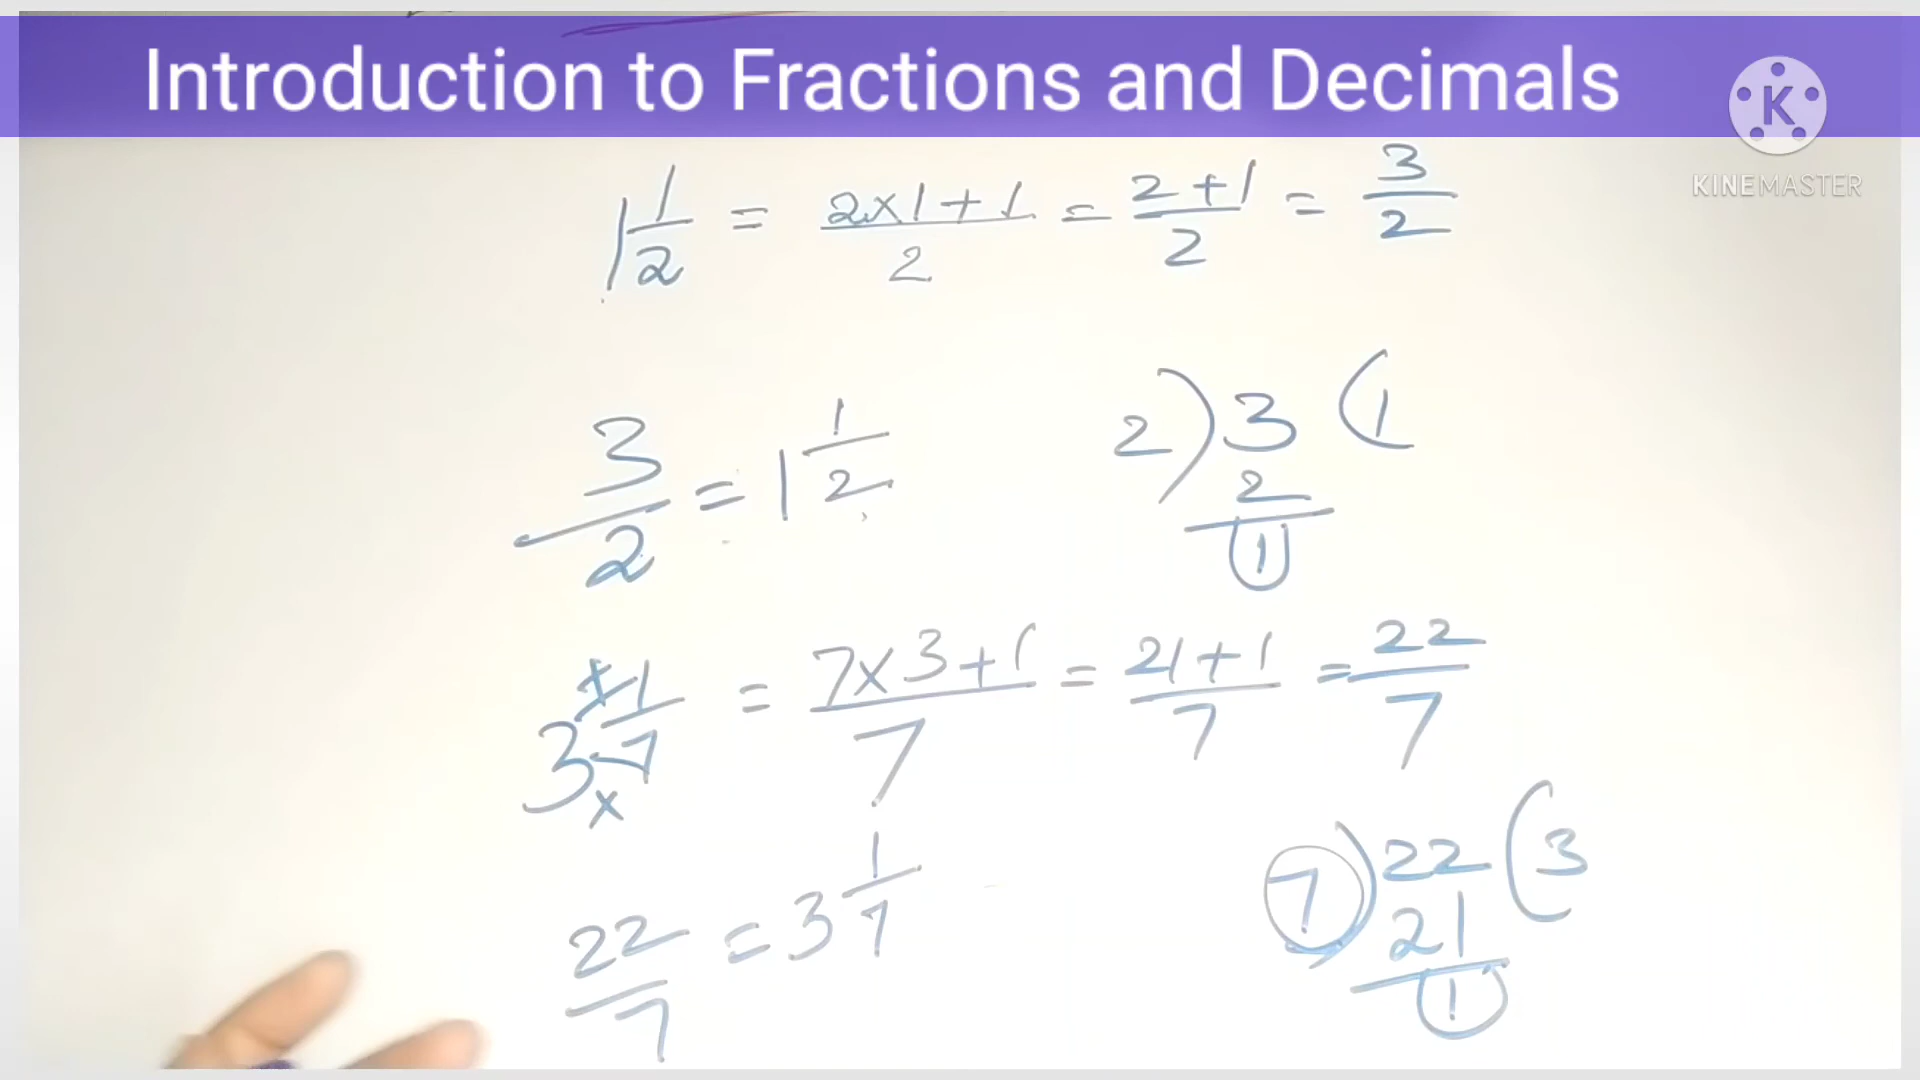 Introduction to Fractions and Decimals
K
KINEMASTER
1 1/2 = 2x1+1/2 = 2+1/2 = 3/2
3/2 = 1 1/2
2)3(1
2
1
3 + 1/7 x = 7x3+1/7 = 21+1/7 = 22/7
22/7 = 3 1/7
7)22(3
21
1